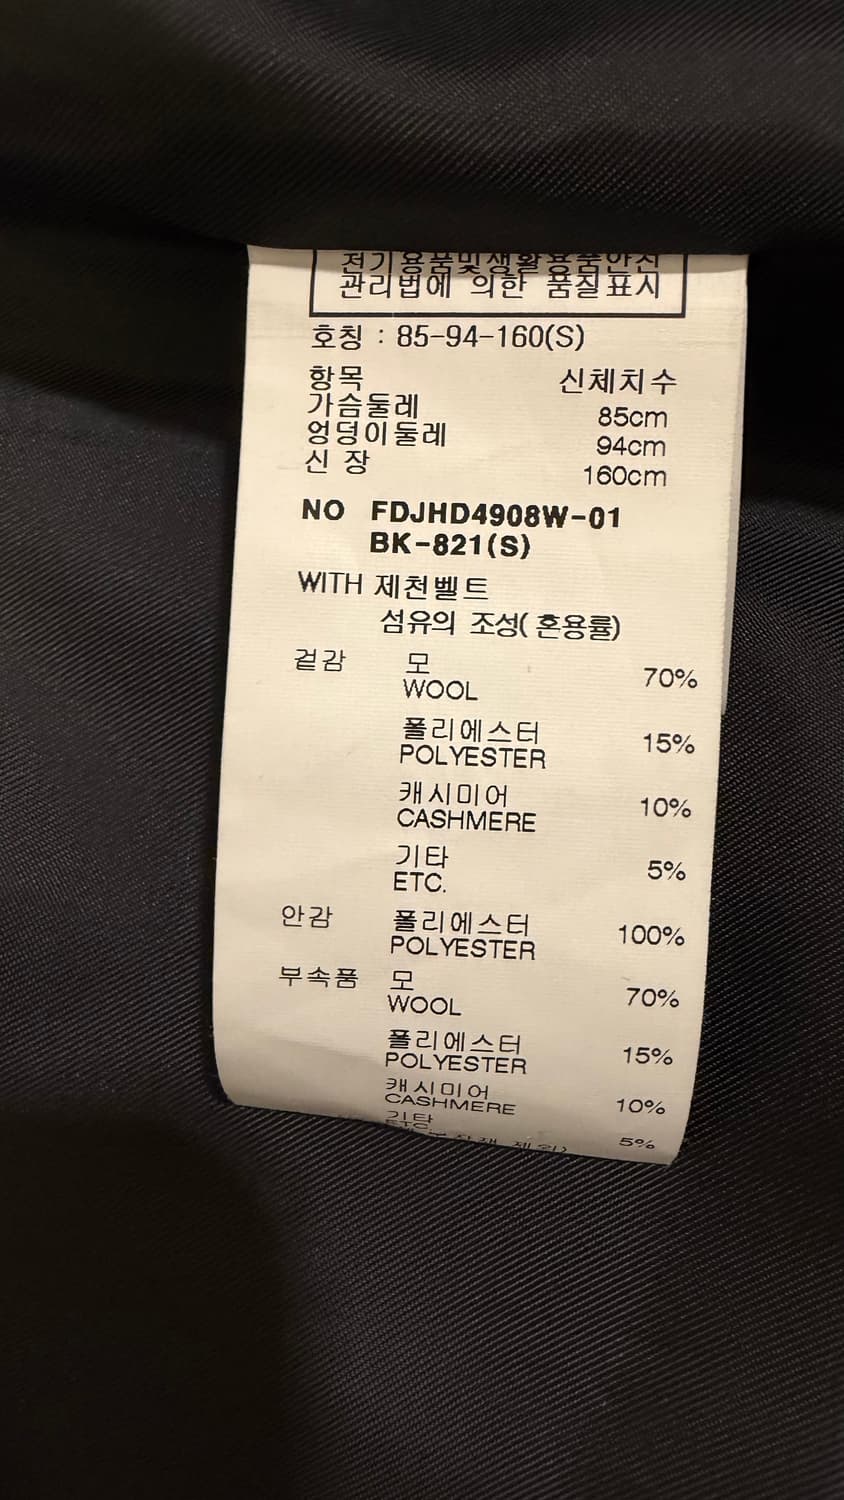 전기용품및생활용품안전
관리법에 의한 품질표시
호칭 : 85-94-160(S)
항목 신체치수
가슴둘레 85cm
엉덩이둘레 94cm
신 장 160cm
NO FDJHD4908W-01
BK-821(S)
WITH 제천벨트
섬유의 조성( 혼용률)
겉감 모 70%
WOOL
폴리에스터 15%
POLYESTER
캐시미어 10%
CASHMERE
기타 5%
ETC.
안감 폴리에스터 100%
POLYESTER
부속품 모 70%
WOOL
폴리에스터 15%
POLYESTER
캐시미어 10%
CASHMERE
기타 5%
ETC.
제외)